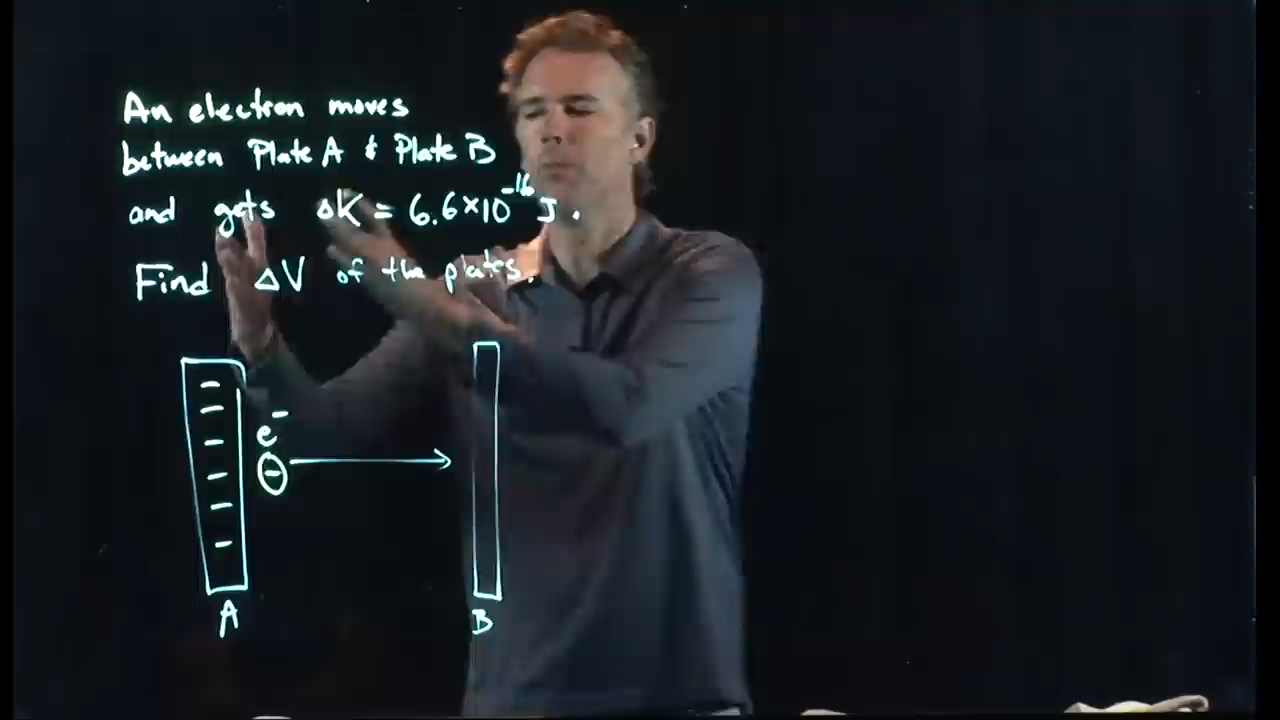 An electron moves
between Plate A & Plate B
and gets ΔK = 6.6×10⁻¹⁶ J.
Find ΔV of the plates.
e⁻
A
B